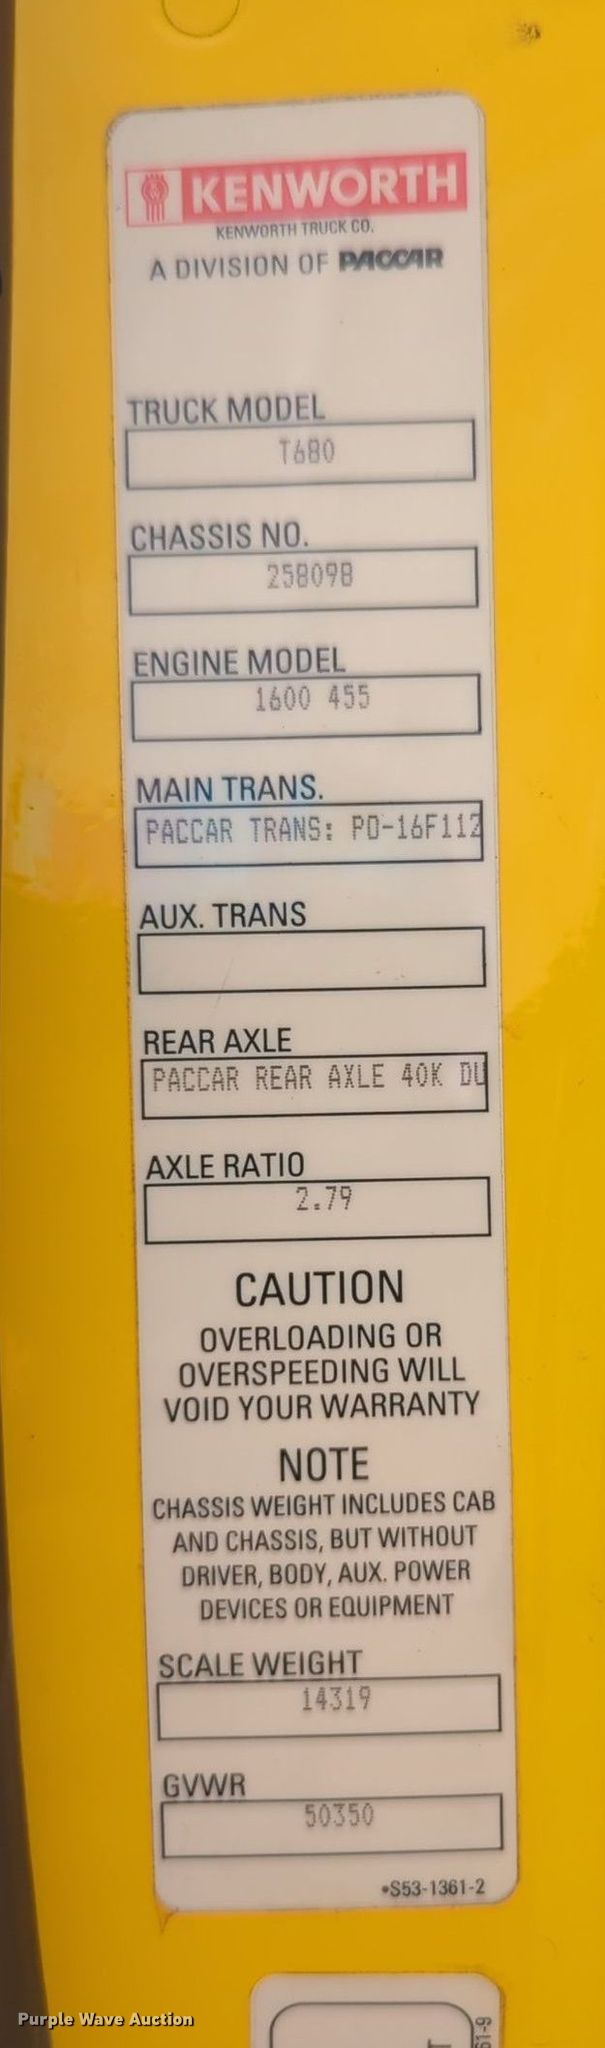 KENWORTH
KENWORTH TRUCK CO.
A DIVISION OF PACCAR
TRUCK MODEL
T680
CHASSIS NO.
258098
ENGINE MODEL
1600 455
MAIN TRANS.
PACCAR TRANS: PO-16F112
AUX. TRANS
REAR AXLE
PACCAR REAR AXLE 40K DU
AXLE RATIO
2.79
CAUTION
OVERLOADING OR
OVERSPEEDING WILL
VOID YOUR WARRANTY
NOTE
CHASSIS WEIGHT INCLUDES CAB
AND CHASSIS, BUT WITHOUT
DRIVER, BODY, AUX. POWER
DEVICES OR EQUIPMENT
SCALE WEIGHT
14319
GVWR
50350
•S53-1361-2
Purple Wave Auction